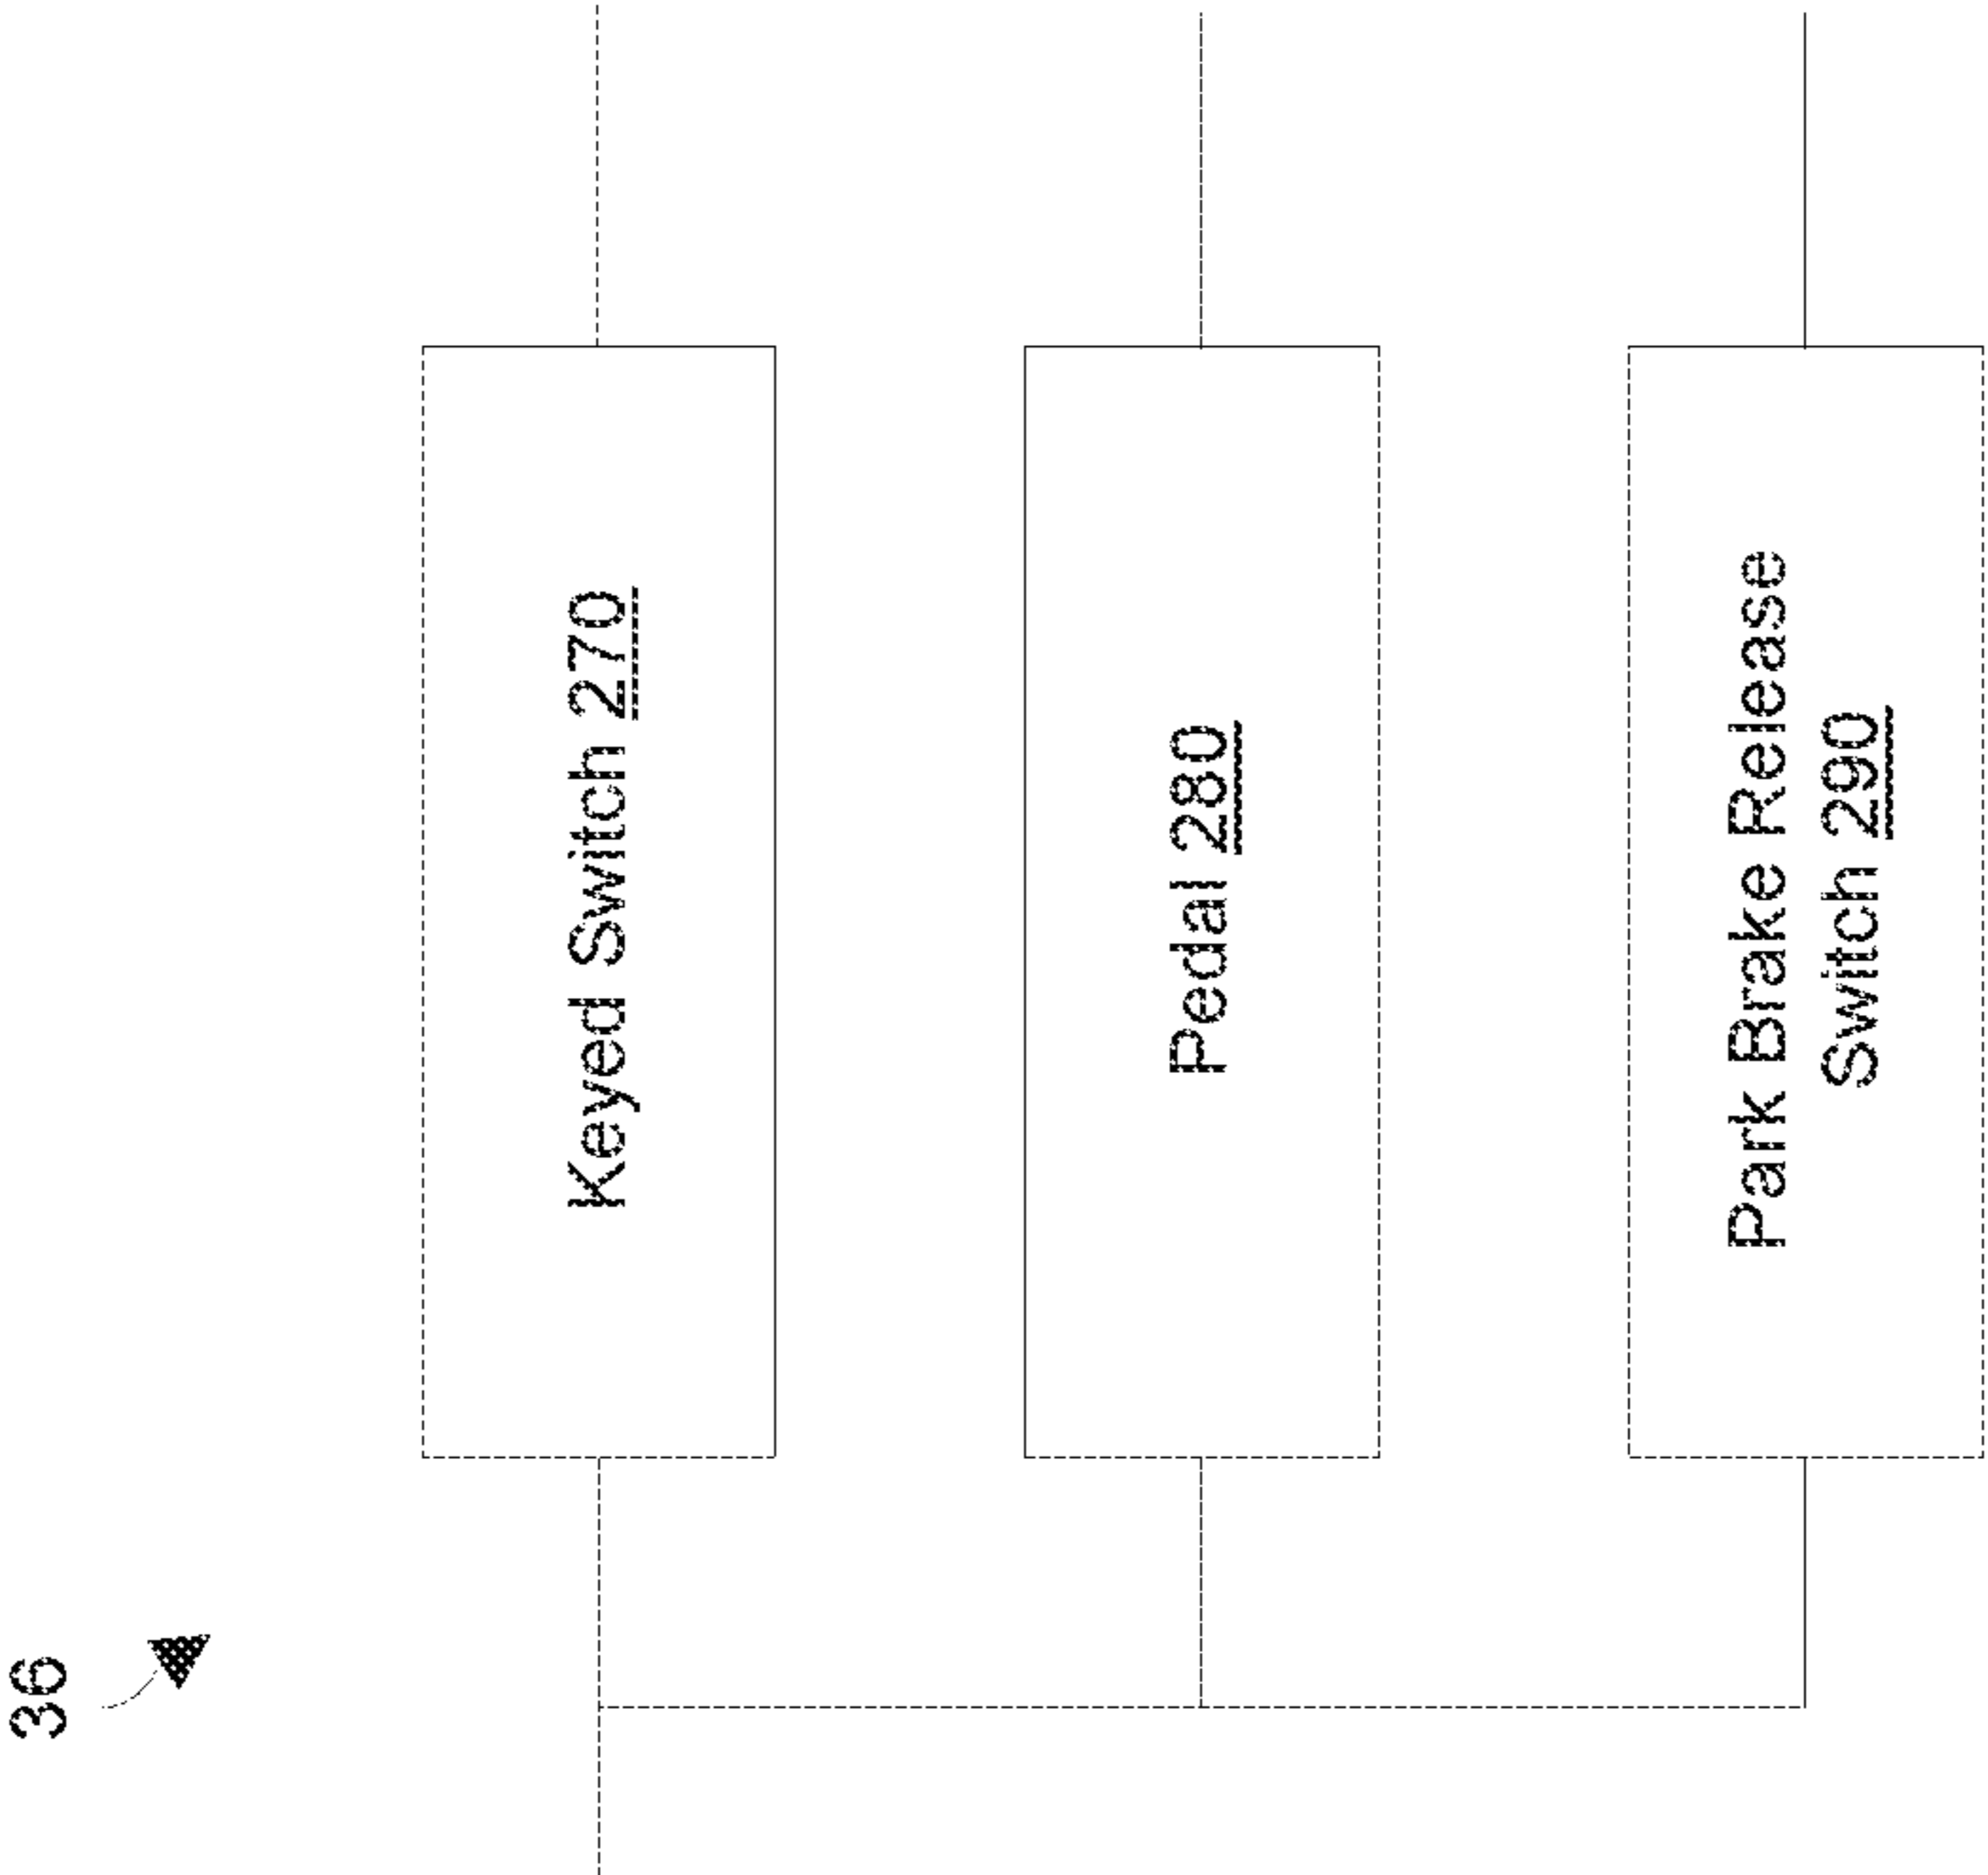 36
Keyed Switch 270
Pedal 280
Park Brake Release
Switch 290